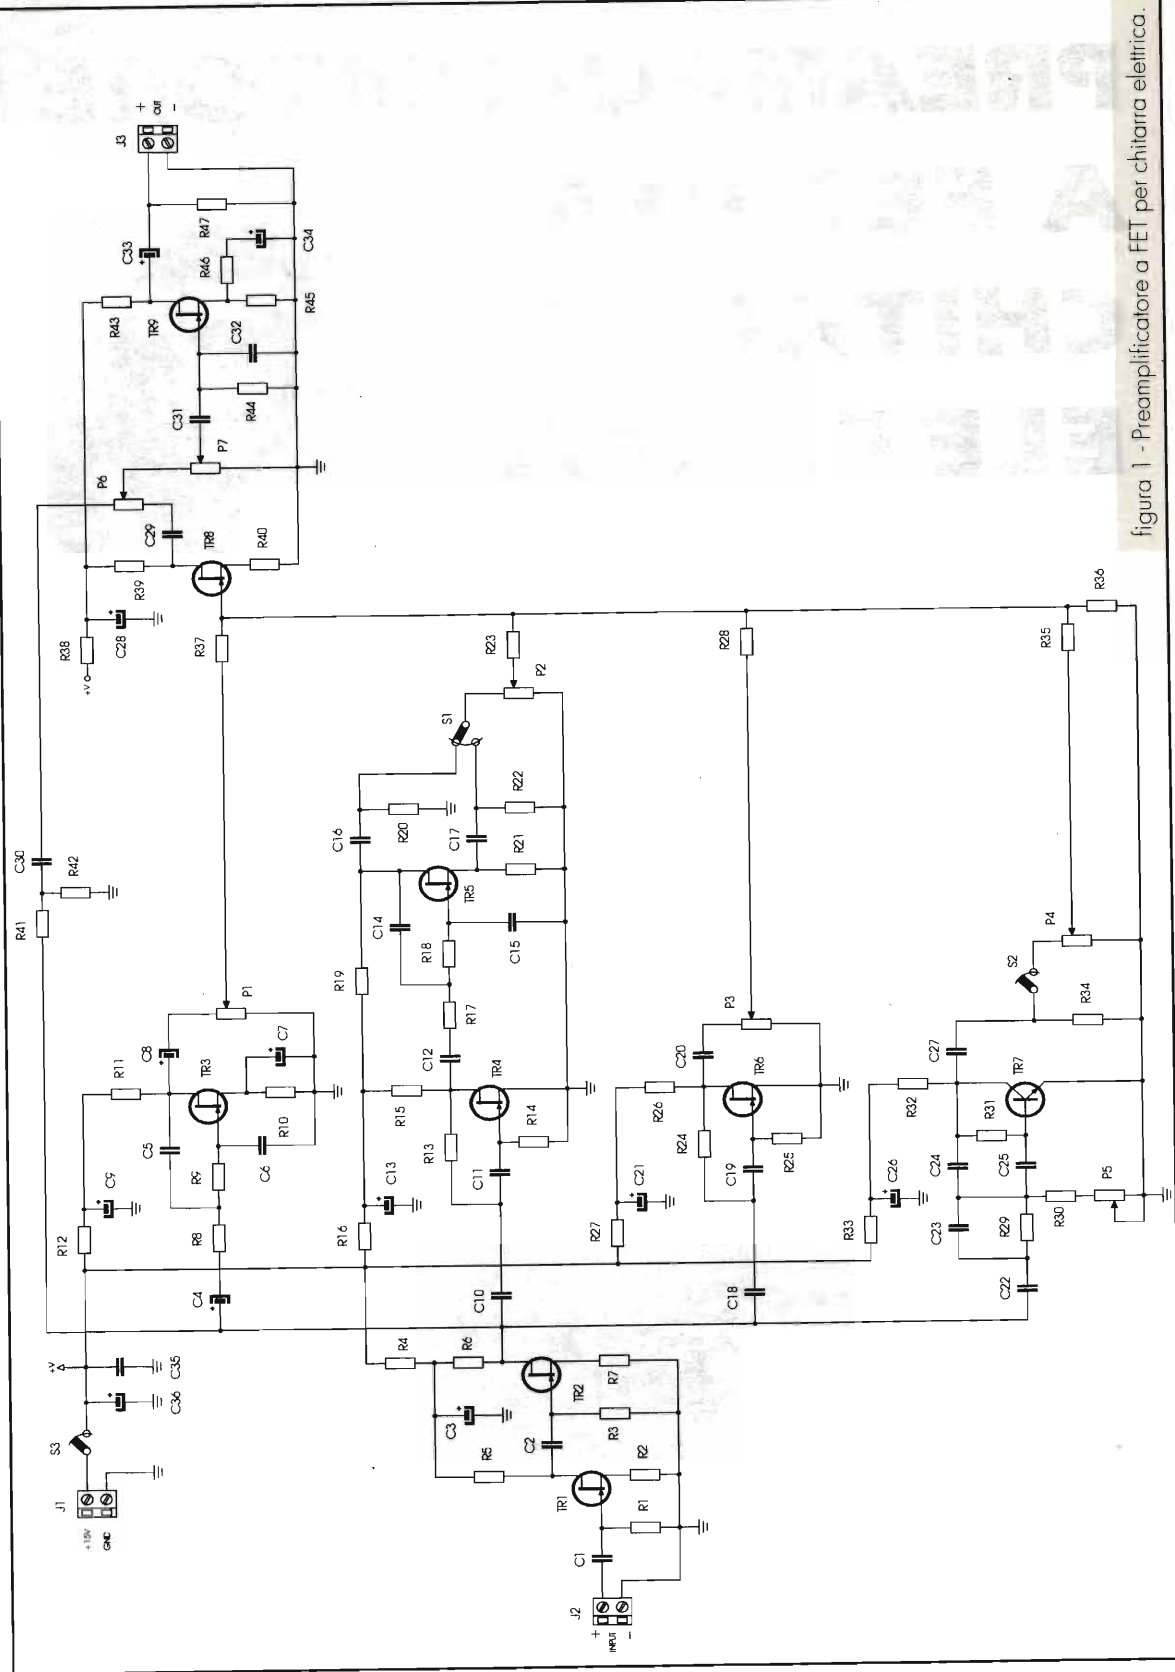 J1
+15V
GND
S3
C36
C35
+V
R12
C9
R11
C8
P1
C4
R8
R9
C5
C6
R10
C7
TR3
R41
C30
R42
R37
+V
R38
C28
R39
C29
TR8
R40
P6
P7
C31
R44
C32
TR9
R43
C33
R46
R45
C34
R47
J3
+
OUT
-
R16
C13
R15
R19
C16
R20
S1
P2
R23
C10
C11
R13
R14
TR4
C12
R17
R18
C14
C15
TR5
C17
R21
R22
J2
+
INPUT
-
C1
R1
TR1
R2
R5
C2
C3
R3
R4
R6
TR2
R7
R27
C21
R26
C20
P3
R28
C18
C19
R24
R25
TR6
R33
C26
R32
C27
S2
P4
R35
R36
C22
C23
R29
R30
P5
C24
C25
R31
TR7
R34
figura 1 - Preamplificatore a FET per chitarra elettrica.